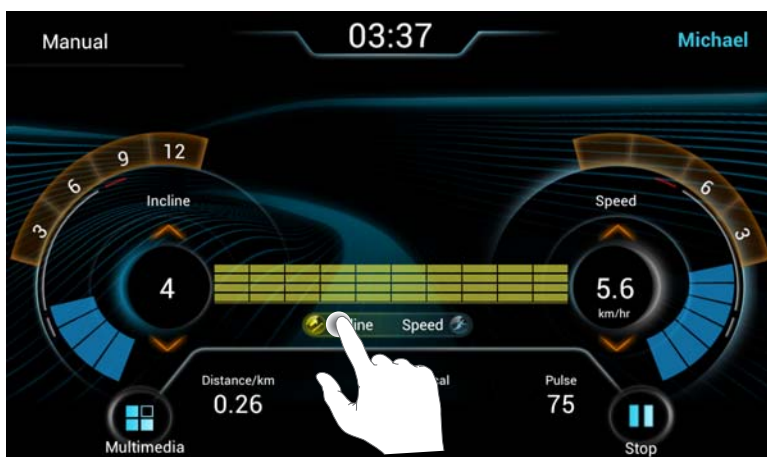 Manual
03:37
Michael
12
9
6
3
Incline
4
Speed
6
3
5.6
km/hr
Speed
Distance/km
0.26
Pulse
75
Multimedia
Stop